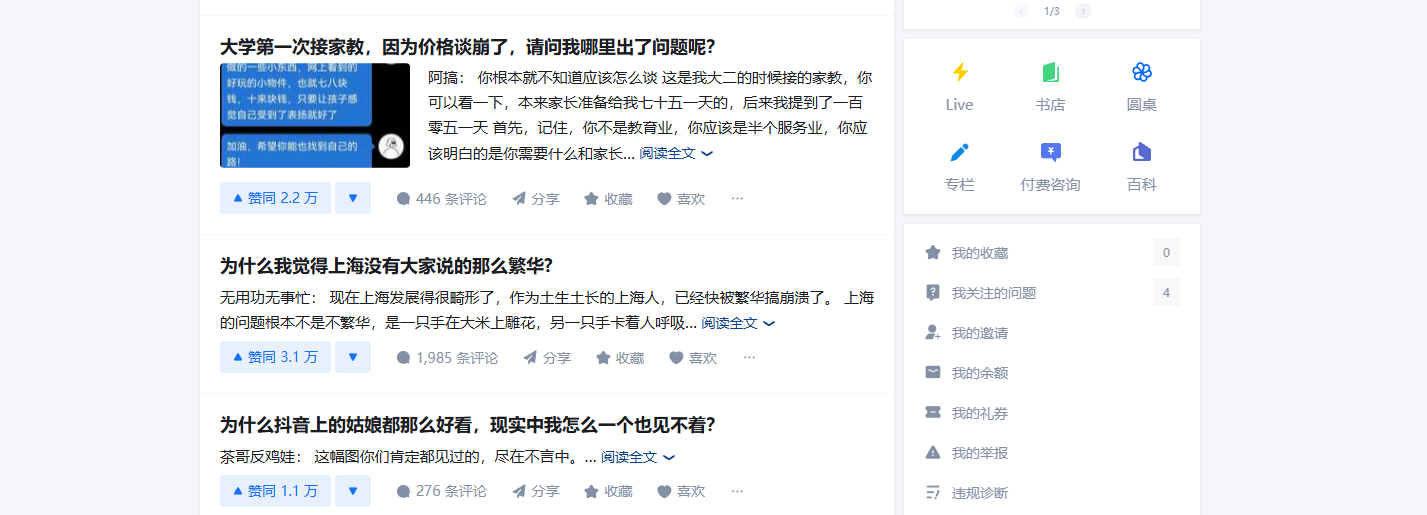 大学第一次接家教，因为价格谈崩了，请问我哪里出了问题呢？
做的一些小东西，网上看到的
好玩的小物件，也就七八块
钱，十来块钱，只要让孩子感
觉自己受到了表扬就好了
加油，希望你能也找到自己的
路！
阿搞： 你根本就不知道应该怎么谈 这是我大二的时候接的家教，你
可以看一下，本来家长准备给我七十五一天的，后来我提到了一百
零五一天 首先，记住，你不是教育业，你应该是半个服务业，你应
该明白的是你需要什么和家长... 阅读全文
赞同 2.2 万 446 条评论 分享 收藏 喜欢 ···
为什么我觉得上海没有大家说的那么繁华？
无用功无事忙： 现在上海发展得很畸形了，作为土生土长的上海人，已经快被繁华搞崩溃了。 上海
的问题根本不是不繁华，是一只手在大米上雕花，另一只手卡着人呼吸... 阅读全文
赞同 3.1 万 1,985 条评论 分享 收藏 喜欢 ···
为什么抖音上的姑娘都那么好看，现实中我怎么一个也见不着？
茶哥反鸡娃： 这幅图你们肯定都见过的，尽在不言中。... 阅读全文
赞同 1.1 万 276 条评论 分享 收藏 喜欢 ···
1/3
Live 书店 圆桌
专栏 付费咨询 百科
我的收藏 0
我关注的问题 4
我的邀请
我的余额
我的礼券
我的举报
违规诊断